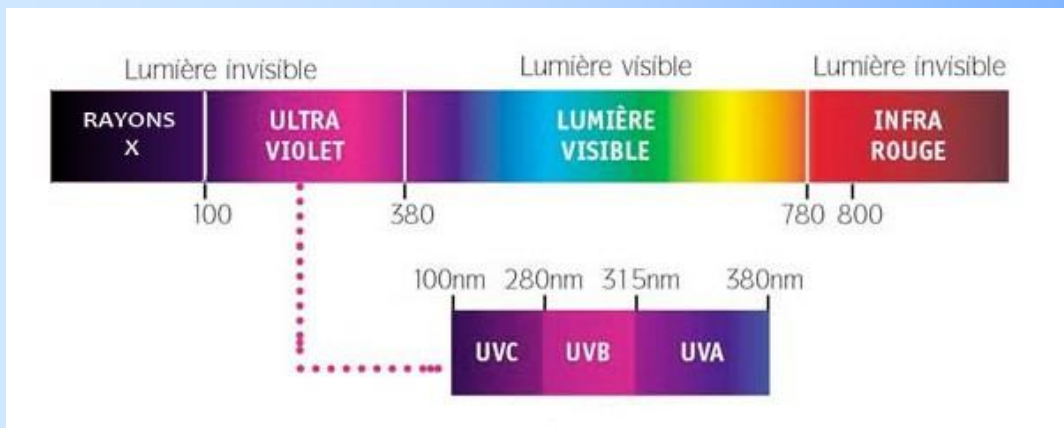 Lumière invisible
Lumière visible
Lumière invisible
RAYONS
X
ULTRA
VIOLET
LUMIÈRE
VISIBLE
INFRA
ROUGE
100
380
780
800
100nm
280nm
315nm
380nm
UVC
UVB
UVA